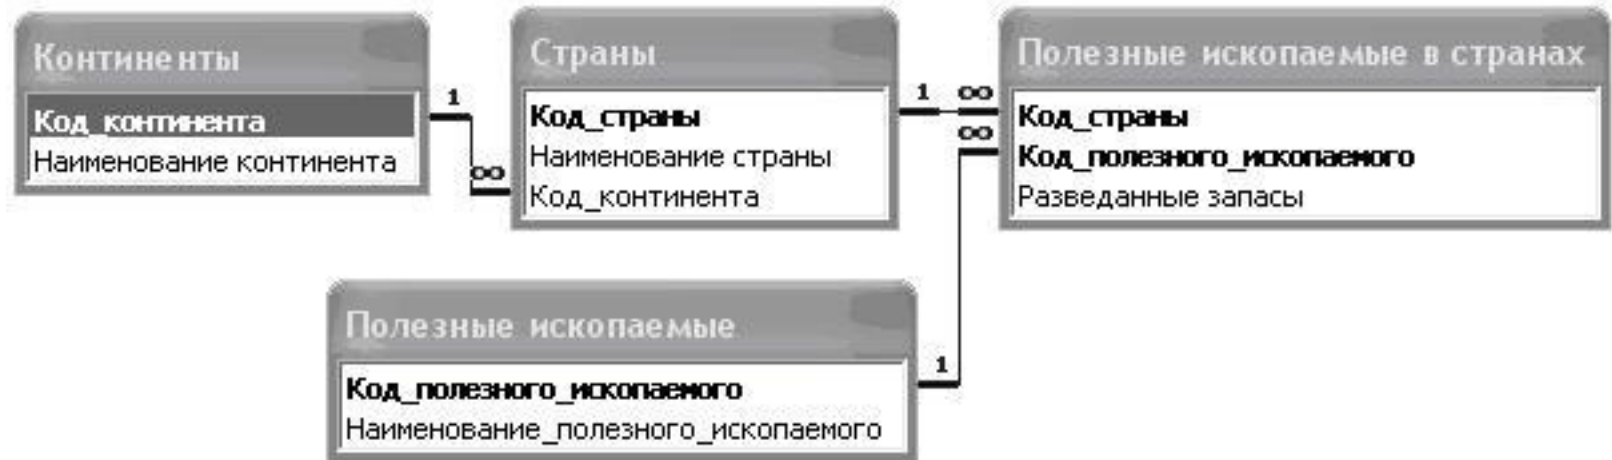 Континенты
Код_континента
Наименование континента
1
∞
Страны
Код_страны
Наименование страны
Код_континента
1
∞
∞
Полезные ископаемые в странах
Код_страны
Код_полезного_ископаемого
Разведанные запасы
Полезные ископаемые
Код_полезного_ископаемого
Наименование_полезного_ископаемого
1